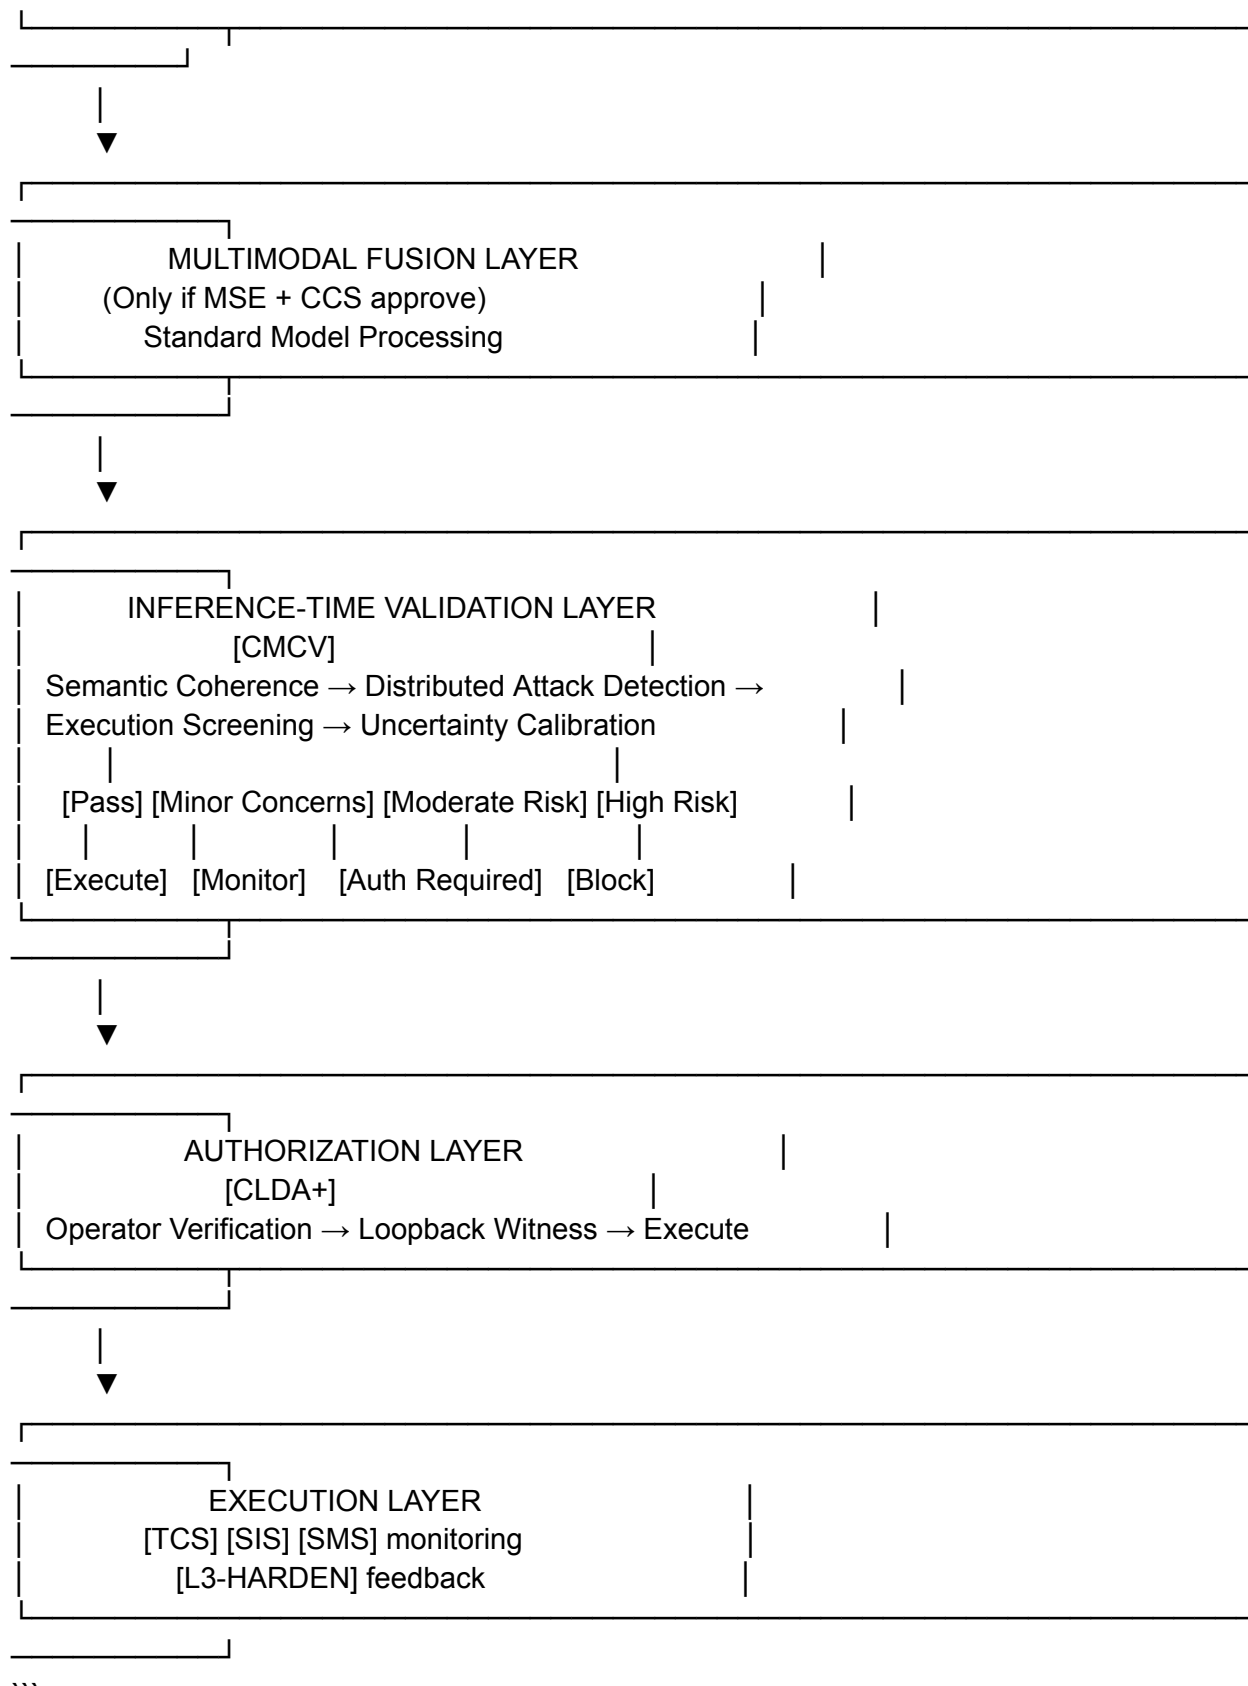 MULTIMODAL FUSION LAYER
(Only if MSE + CCS approve)
Standard Model Processing
INFERENCE-TIME VALIDATION LAYER
[CMCV]
Semantic Coherence → Distributed Attack Detection →
Execution Screening → Uncertainty Calibration
[Pass] [Minor Concerns] [Moderate Risk] [High Risk]
[Execute] [Monitor] [Auth Required] [Block]
AUTHORIZATION LAYER
[CLDA+]
Operator Verification → Loopback Witness → Execute
EXECUTION LAYER
[TCS] [SIS] [SMS] monitoring
[L3-HARDEN] feedback
```